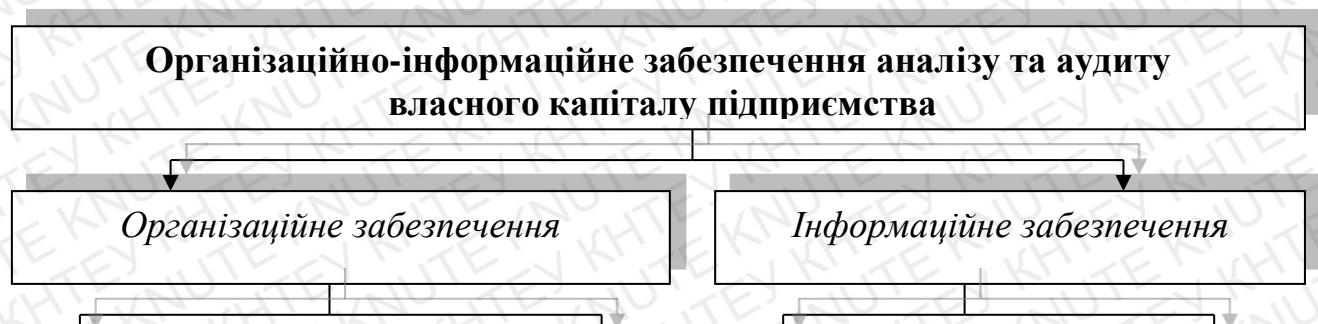 Організаційно-інформаційне забезпечення аналізу та аудиту
власного капіталу підприємства
Організаційне забезпечення
Інформаційне забезпечення